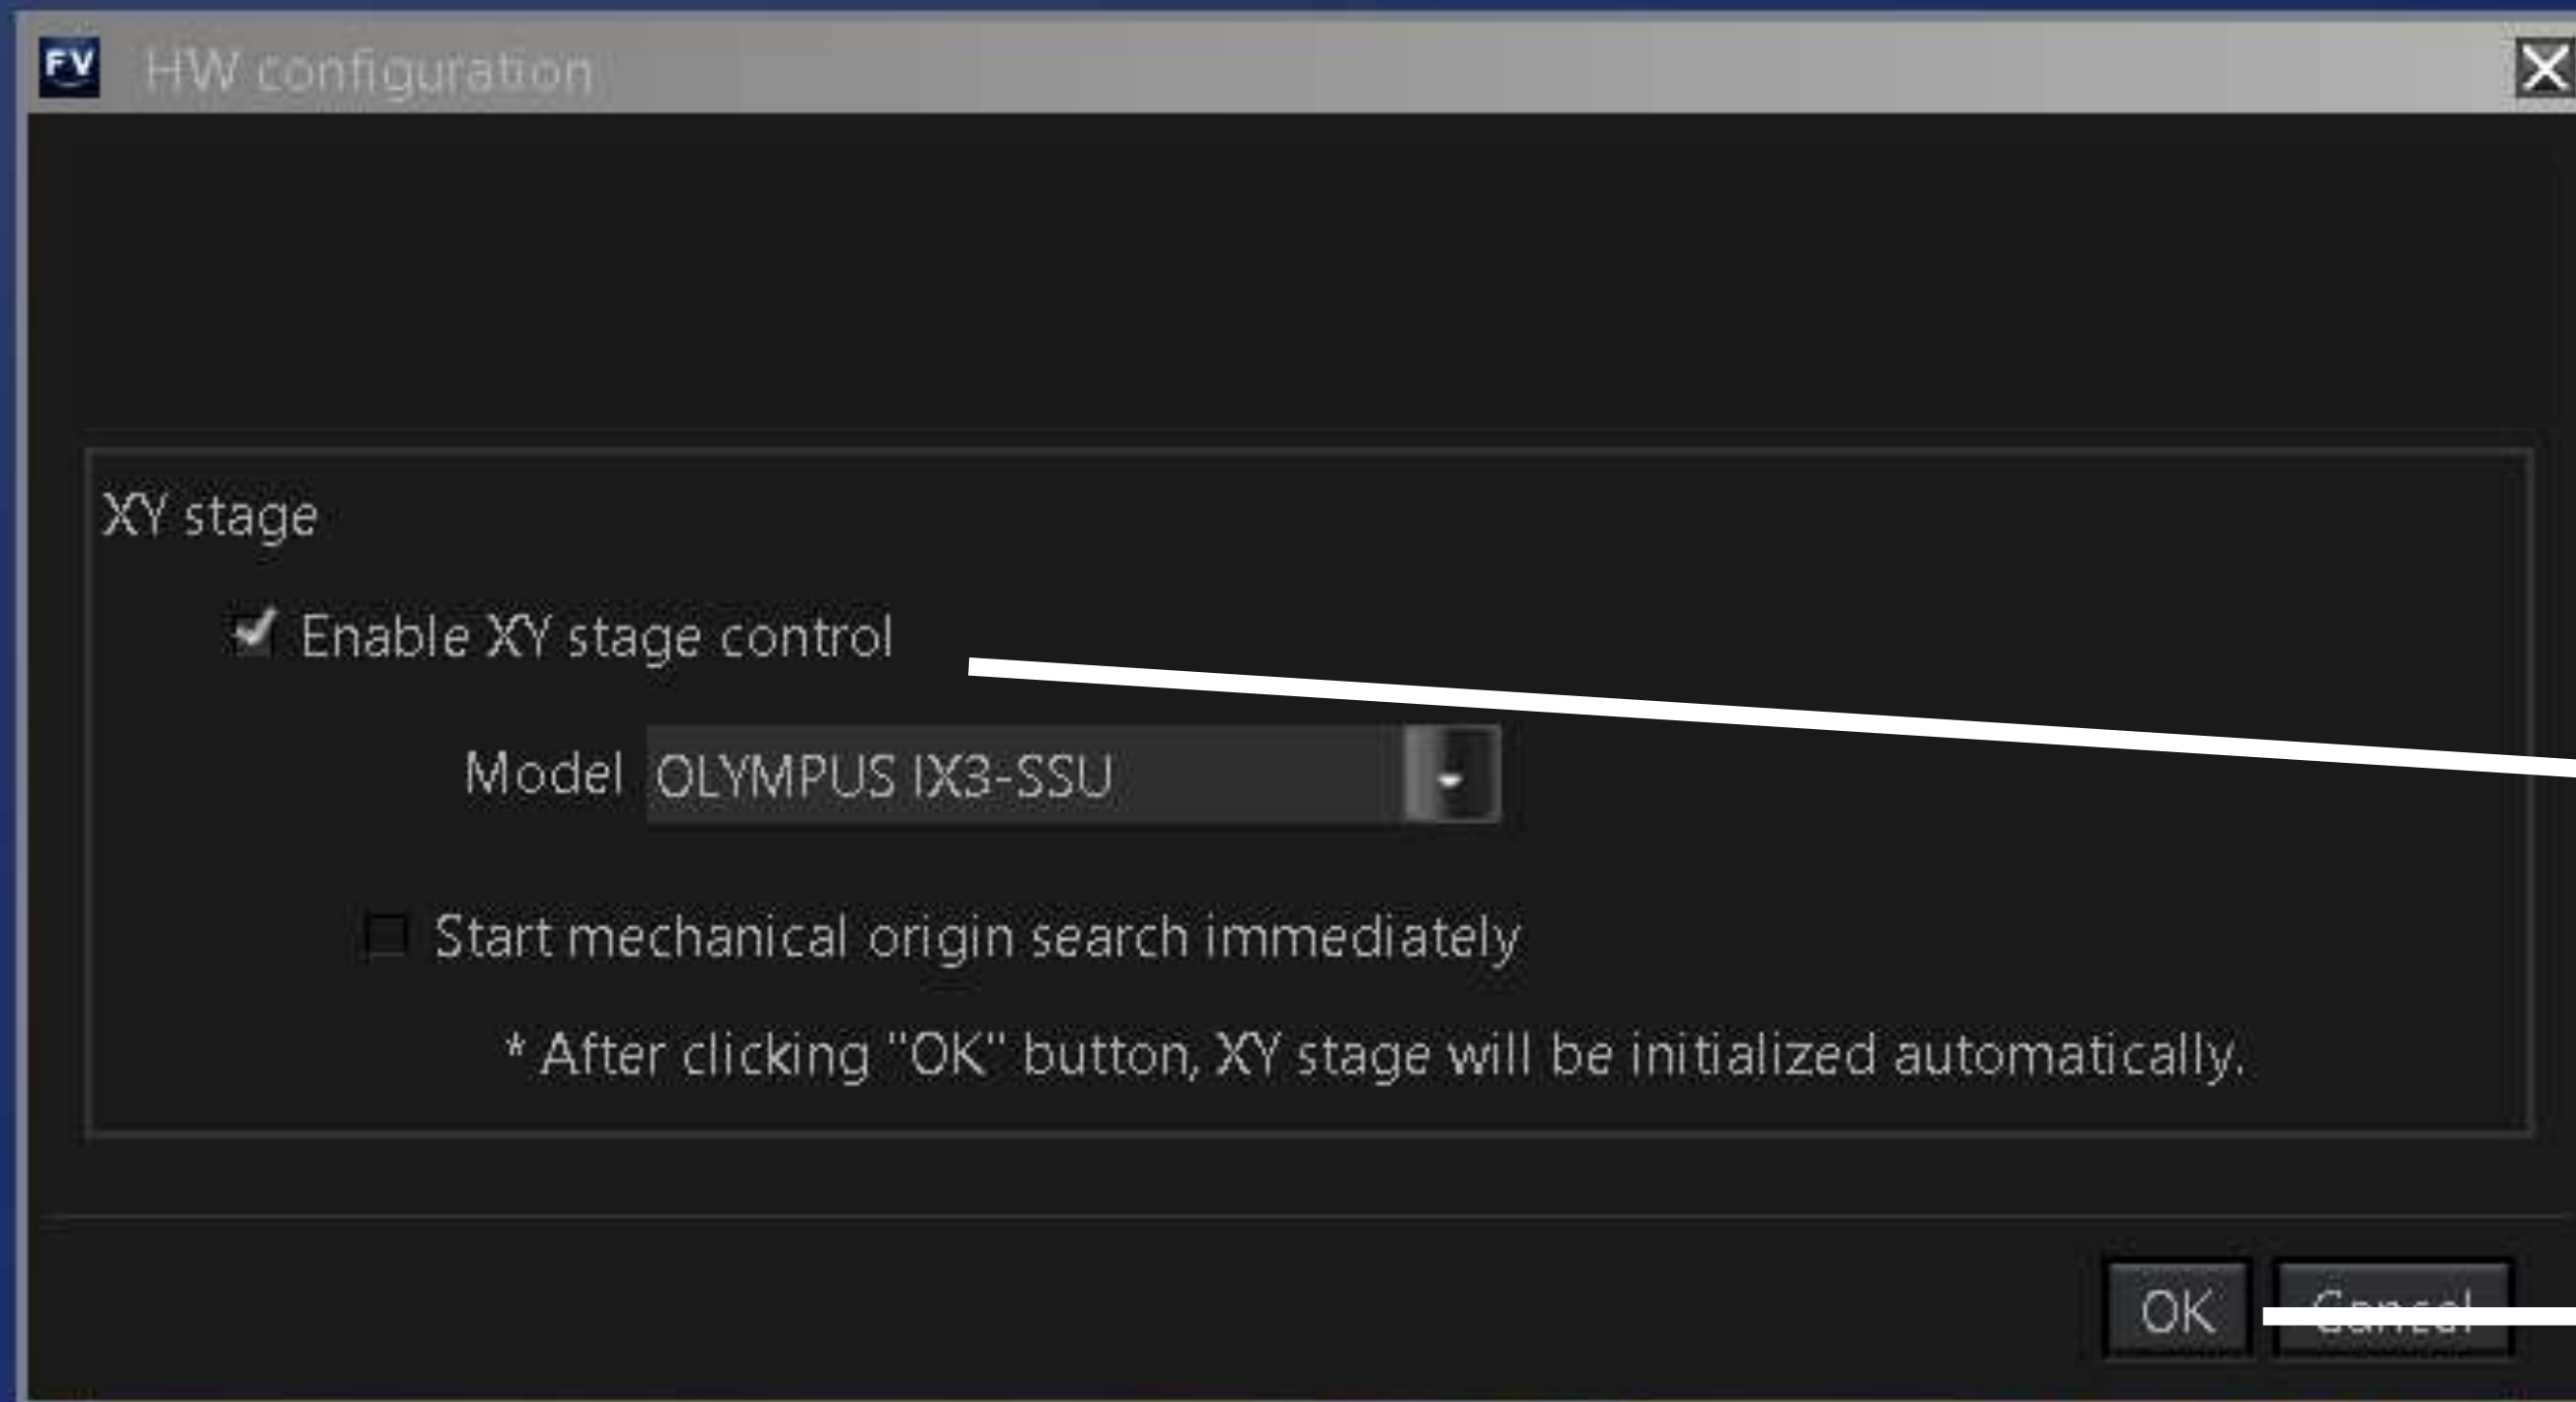 FV HW configuration
XY stage
Enable XY stage control
Model OLYMPUS IX3-SSU
Start mechanical origin search immediately
* After clicking "OK" button, XY stage will be initialized automatically.
OK Cancel